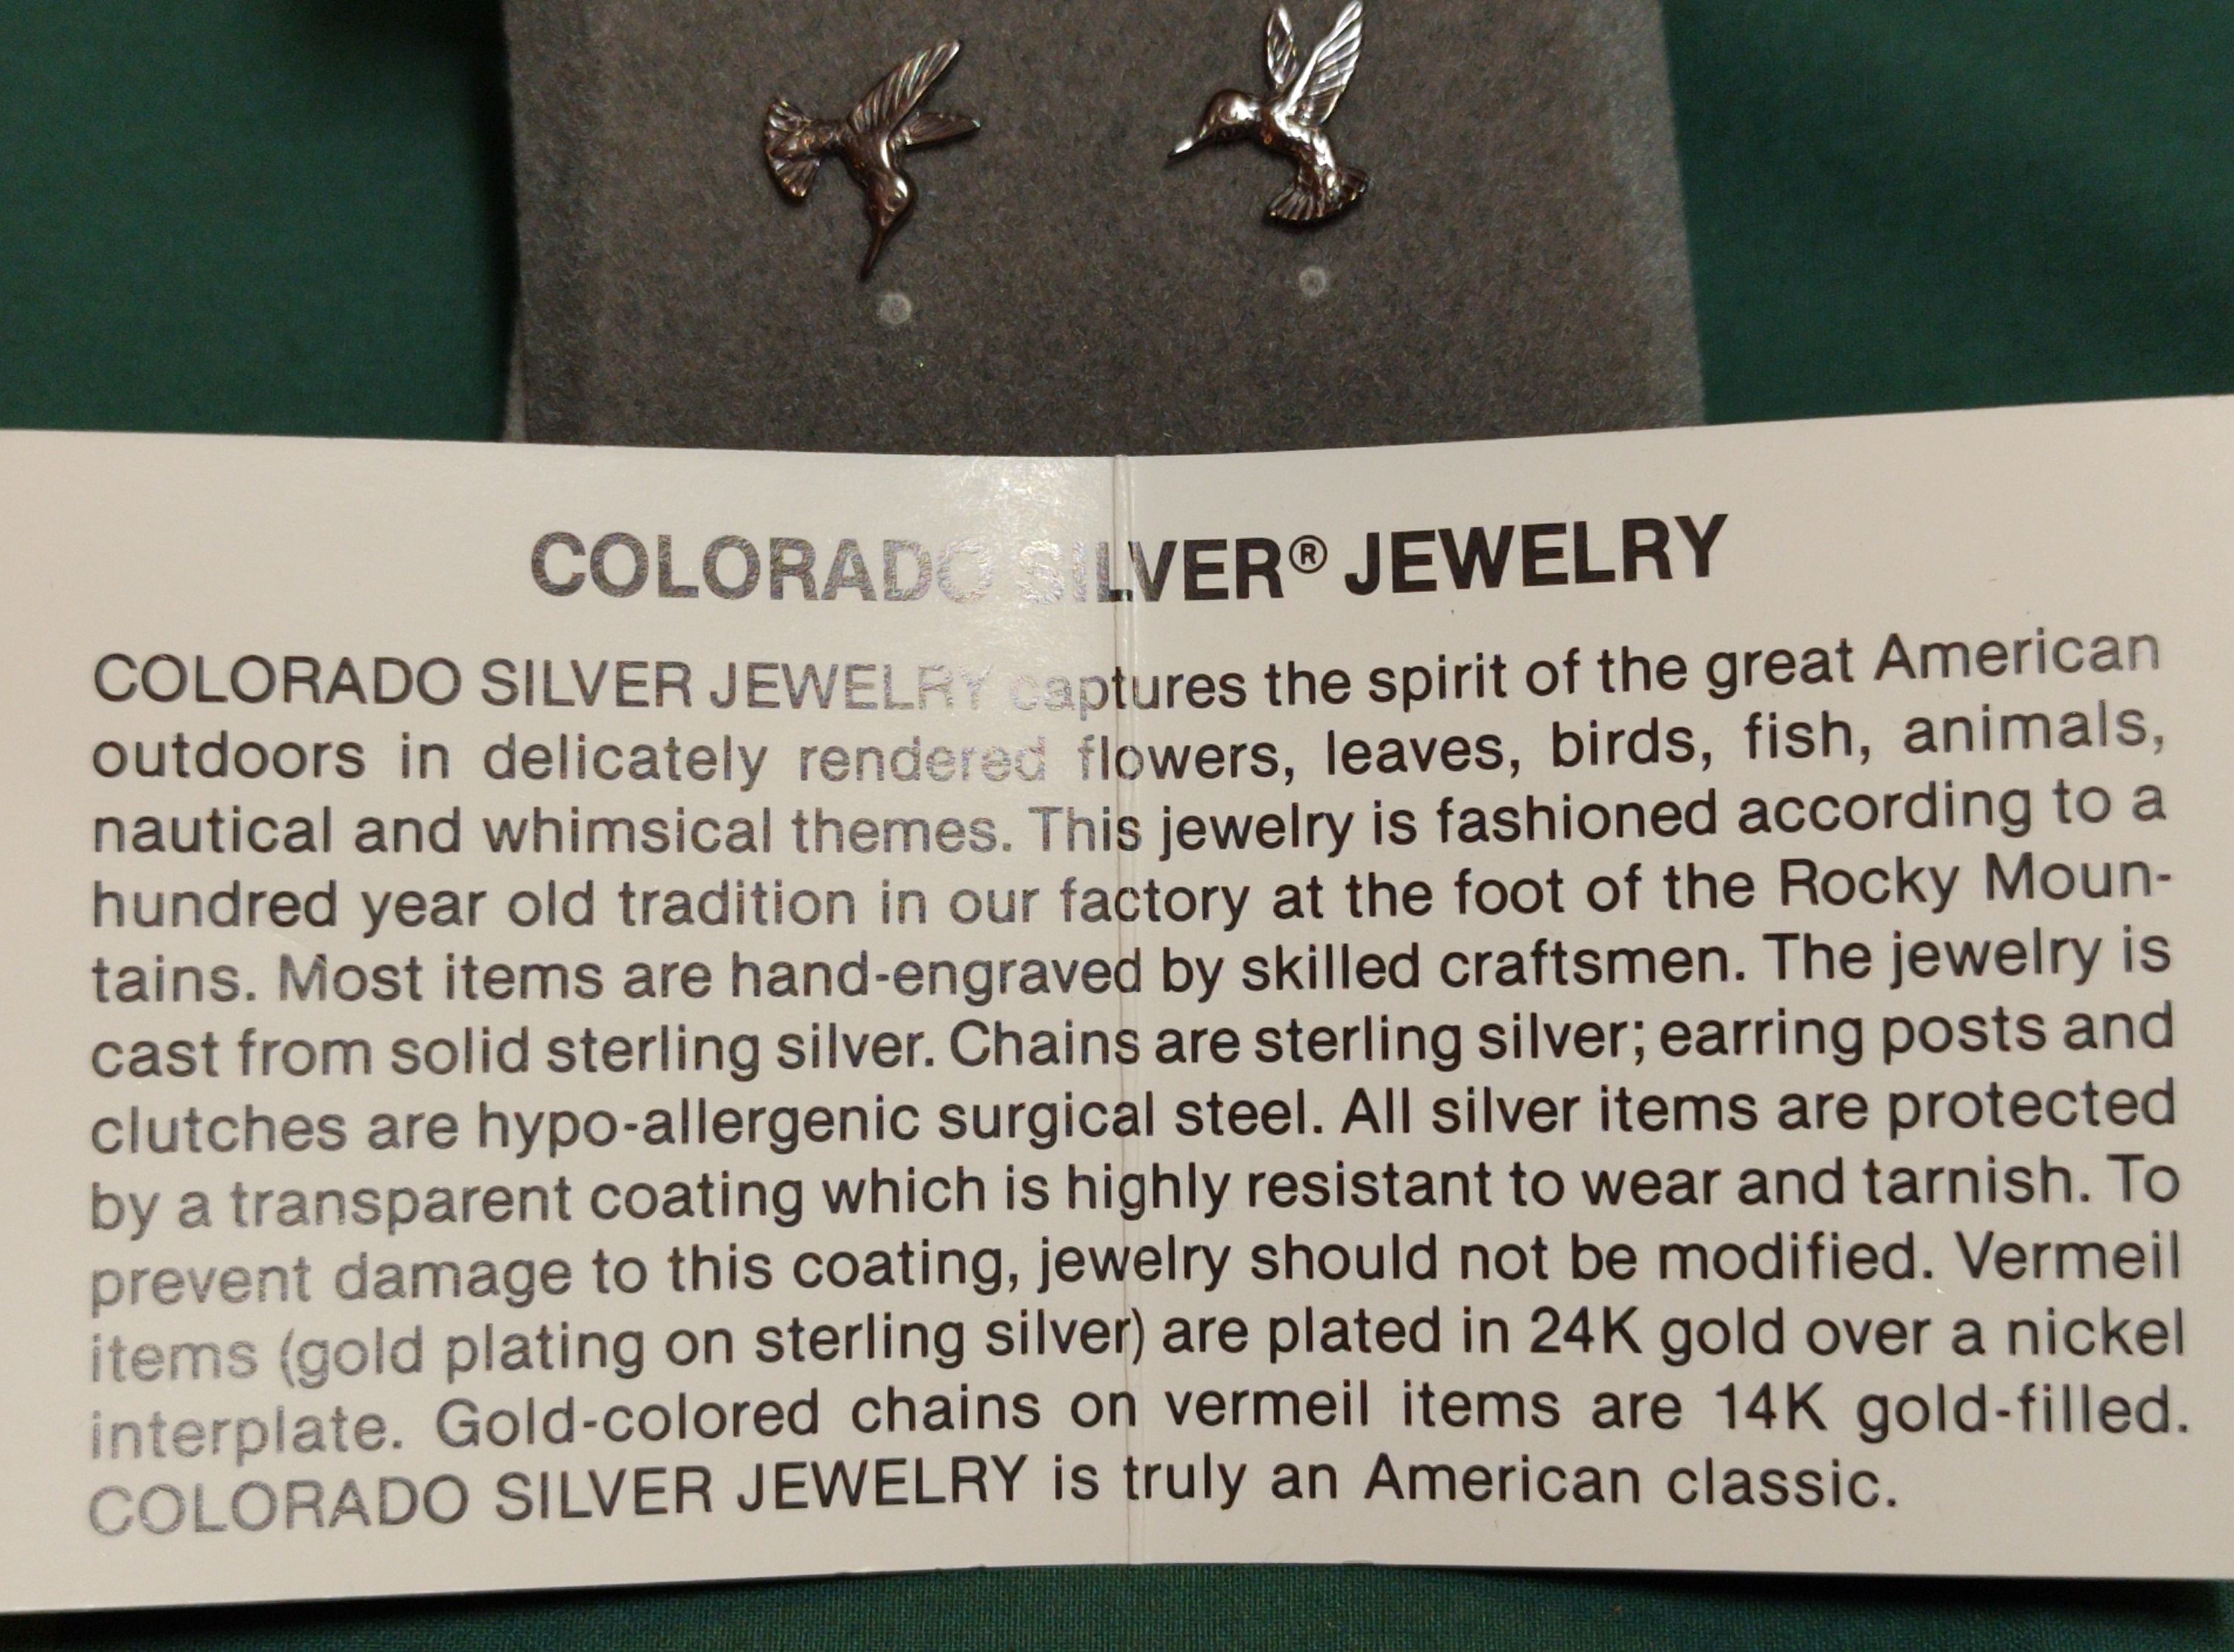 COLORADO SILVER® JEWELRY
COLORADO SILVER JEWELRY captures the spirit of the great American
outdoors in delicately rendered flowers, leaves, birds, fish, animals,
nautical and whimsical themes. This jewelry is fashioned according to a
hundred year old tradition in our factory at the foot of the Rocky Moun-
tains. Most items are hand-engraved by skilled craftsmen. The jewelry is
cast from solid sterling silver. Chains are sterling silver; earring posts and
clutches are hypo-allergenic surgical steel. All silver items are protected
by a transparent coating which is highly resistant to wear and tarnish. To
prevent damage to this coating, jewelry should not be modified. Vermeil
items (gold plating on sterling silver) are plated in 24K gold over a nickel
interplate. Gold-colored chains on vermeil items are 14K gold-filled.
COLORADO SILVER JEWELRY is truly an American classic.